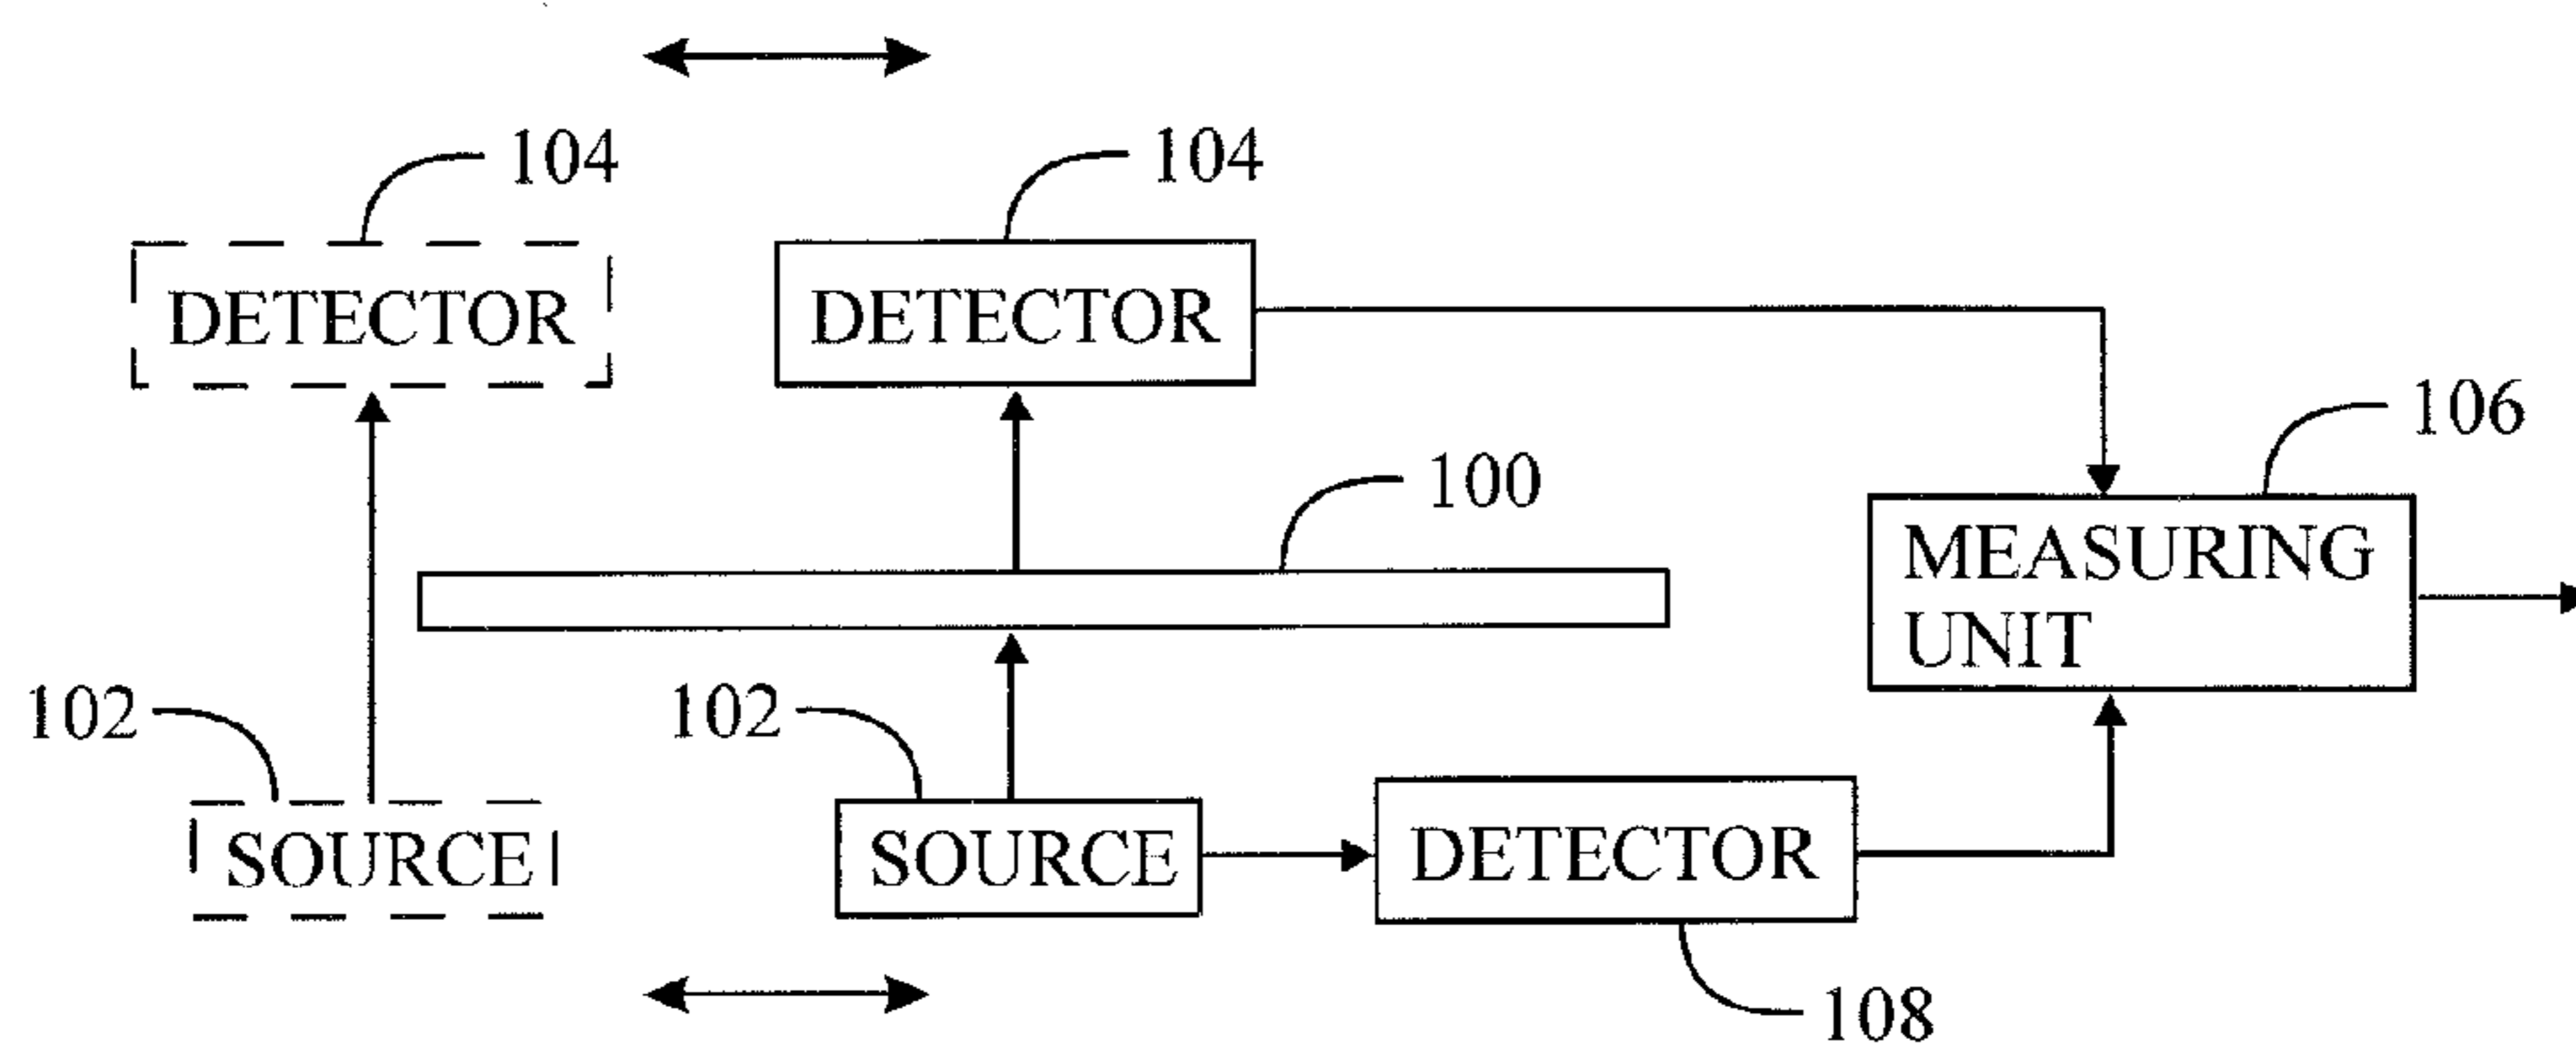 104
104
DETECTOR
DETECTOR
106
100
MEASURING
UNIT
102
102
SOURCE
SOURCE
DETECTOR
108